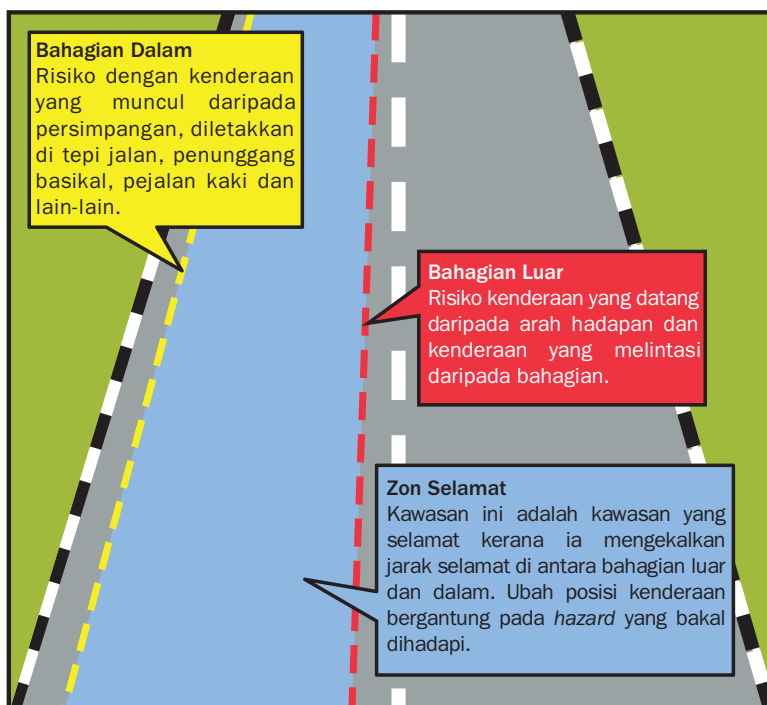 Bahagian Dalam
Risiko dengan kenderaan
yang muncul daripada
persimpangan, diletakkan
di tepi jalan, penunggang
basikal, pejalan kaki dan
lain-lain.
Bahagian Luar
Risiko kenderaan yang datang
daripada arah hadapan dan
kenderaan yang melintasi
daripada bahagian.
Zon Selamat
Kawasan ini adalah kawasan yang
selamat kerana ia mengekalkan
jarak selamat di antara bahagian luar
dan dalam. Ubah posisi kenderaan
bergantung pada hazard yang bakal
dihadapi.